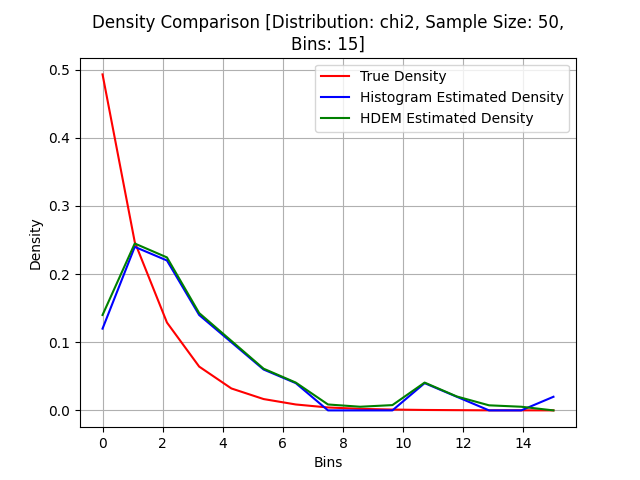 Density Comparison [Distribution: chi2, Sample Size: 50,
Bins: 15]
True Density
Histogram Estimated Density
HDEM Estimated Density
Density
0.5
0.4
0.3
0.2
0.1
0.0
0 2 4 6 8 10 12 14
Bins